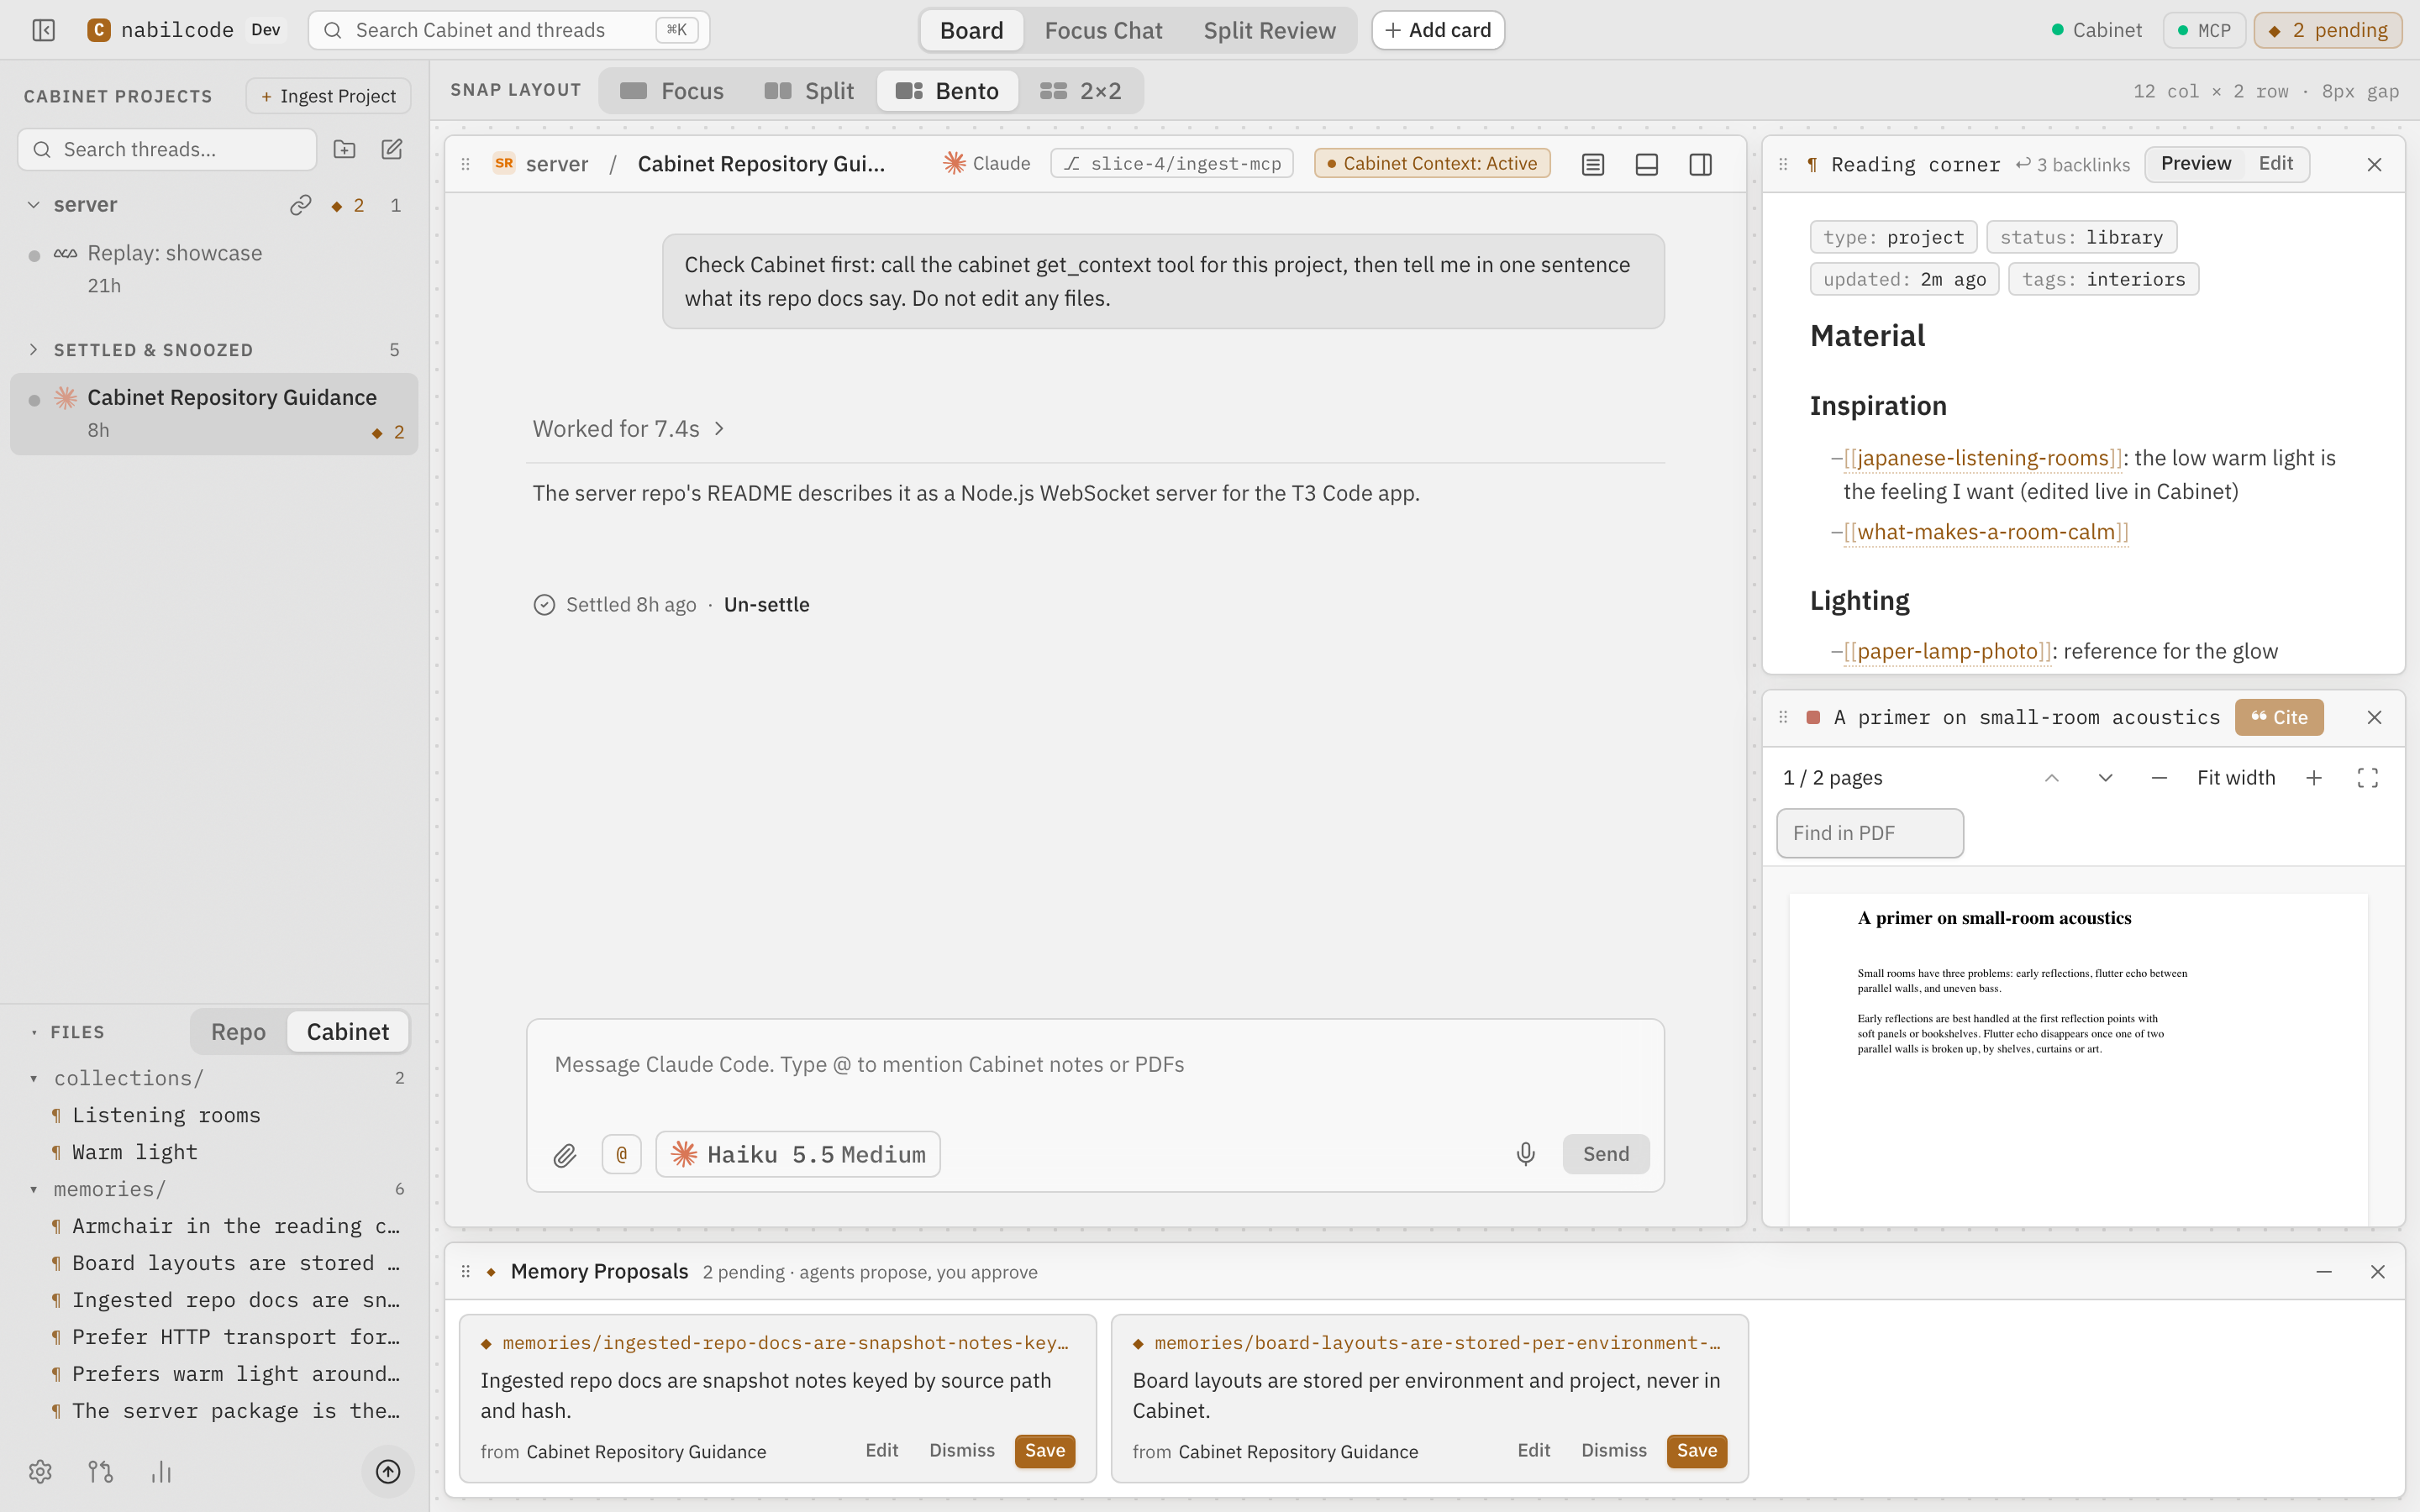 C nabilcode Dev
Search Cabinet and threads ⌘K
Board Focus Chat Split Review + Add card
Cabinet MCP ◆ 2 pending
CABINET PROJECTS + Ingest Project
Search threads...
server ◆ 2 1
Replay: showcase
21h
SETTLED & SNOOZED 5
Cabinet Repository Guidance
8h ◆ 2
FILES Repo Cabinet
collections/ 2
¶ Listening rooms
¶ Warm light
memories/ 6
¶ Armchair in the reading c…
¶ Board layouts are stored …
¶ Ingested repo docs are sn…
¶ Prefer HTTP transport for…
¶ Prefers warm light around…
¶ The server package is the…
SNAP LAYOUT Focus Split Bento 2×2
12 col × 2 row · 8px gap
SR server / Cabinet Repository Gui... Claude slice-4/ingest-mcp Cabinet Context: Active
Check Cabinet first: call the cabinet get_context tool for this project, then tell me in one sentence
what its repo docs say. Do not edit any files.
Worked for 7.4s >
The server repo's README describes it as a Node.js WebSocket server for the T3 Code app.
Settled 8h ago · Un-settle
Message Claude Code. Type @ to mention Cabinet notes or PDFs
@ Haiku 5.5 Medium Send
¶ Reading corner ↩ 3 backlinks Preview Edit
type: project status: library
updated: 2m ago tags: interiors
Material
Inspiration
–[[japanese-listening-rooms]]: the low warm light is
the feeling I want (edited live in Cabinet)
–[[what-makes-a-room-calm]]
Lighting
–[[paper-lamp-photo]]: reference for the glow
A primer on small-room acoustics ❝ Cite
1 / 2 pages Fit width
Find in PDF
A primer on small-room acoustics
Small rooms have three problems: early reflections, flutter echo between
parallel walls, and uneven bass.
Early reflections are best handled at the first reflection points with
soft panels or bookshelves. Flutter echo disappears once one of two
parallel walls is broken up, by shelves, curtains or art.
◆ Memory Proposals 2 pending · agents propose, you approve
◆ memories/ingested-repo-docs-are-snapshot-notes-key…
Ingested repo docs are snapshot notes keyed by source path
and hash.
from Cabinet Repository Guidance Edit Dismiss Save
◆ memories/board-layouts-are-stored-per-environment-…
Board layouts are stored per environment and project, never in
Cabinet.
from Cabinet Repository Guidance Edit Dismiss Save